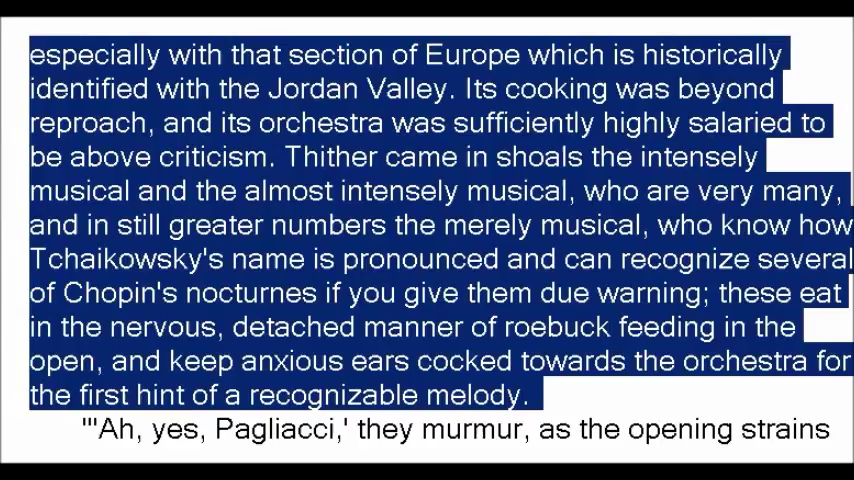 especially with that section of Europe which is historically
identified with the Jordan Valley. Its cooking was beyond
reproach, and its orchestra was sufficiently highly salaried to
be above criticism. Thither came in shoals the intensely
musical and the almost intensely musical, who are very many,
and in still greater numbers the merely musical, who know how
Tchaikowsky's name is pronounced and can recognize several
of Chopin's nocturnes if you give them due warning; these eat
in the nervous, detached manner of roebuck feeding in the
open, and keep anxious ears cocked towards the orchestra for
the first hint of a recognizable melody.
"'Ah, yes, Pagliacci,' they murmur, as the opening strains